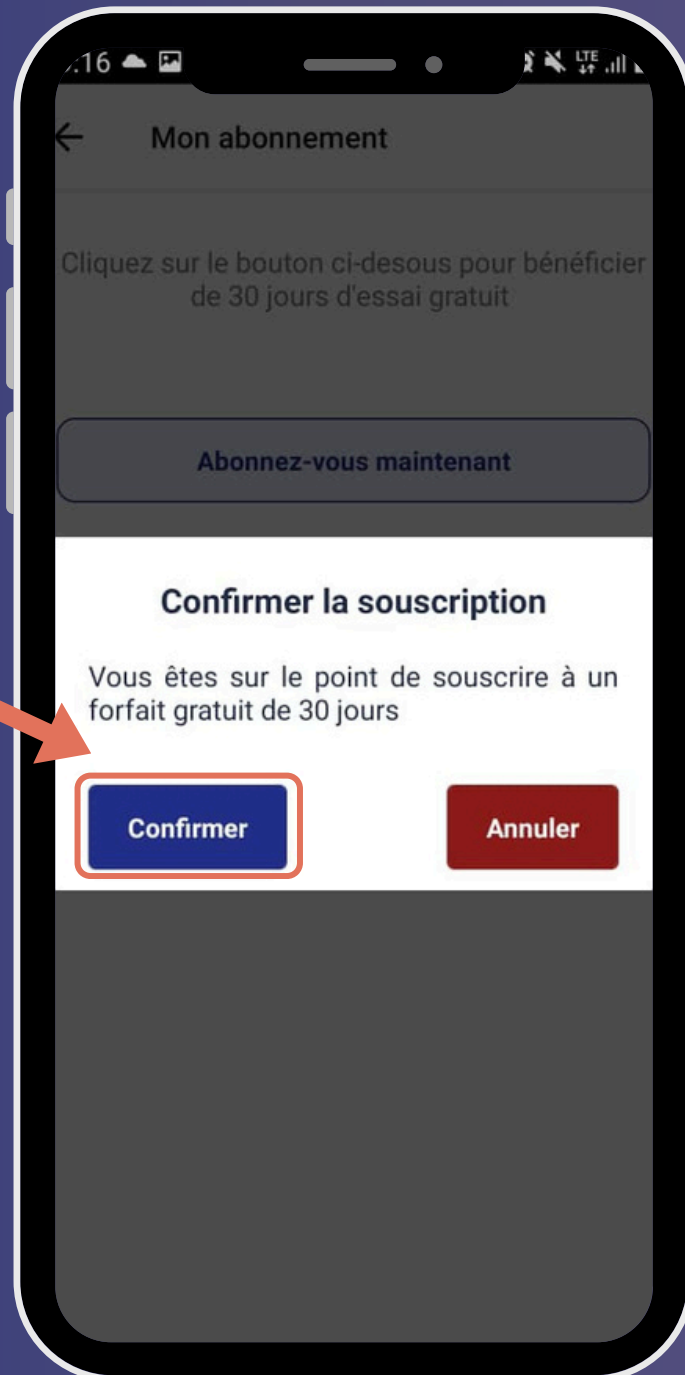 :16
LTE
Mon abonnement
Cliquez sur le bouton ci-desous pour bénéficier
de 30 jours d'essai gratuit
Abonnez-vous maintenant
Confirmer la souscription
Vous êtes sur le point de souscrire à un
forfait gratuit de 30 jours
Confirmer
Annuler